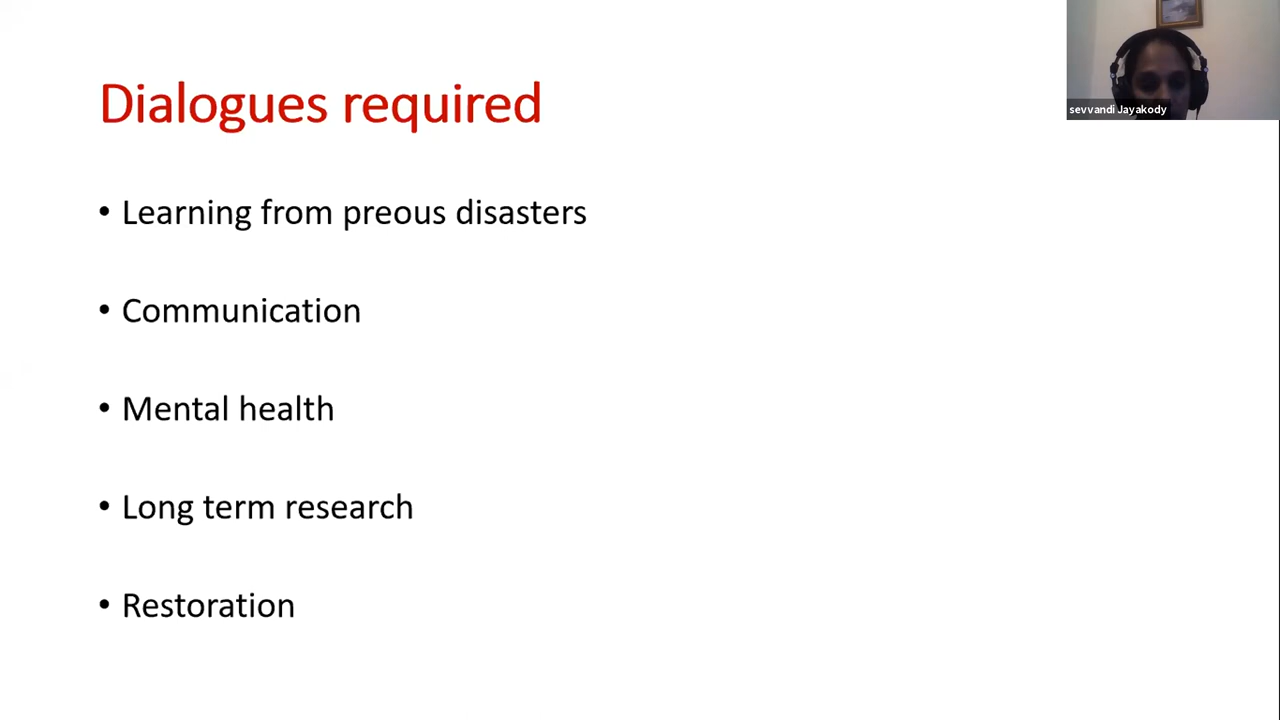 Dialogues required
sevvandi Jayakody
• Learning from preous disasters
• Communication
• Mental health
• Long term research
• Restoration